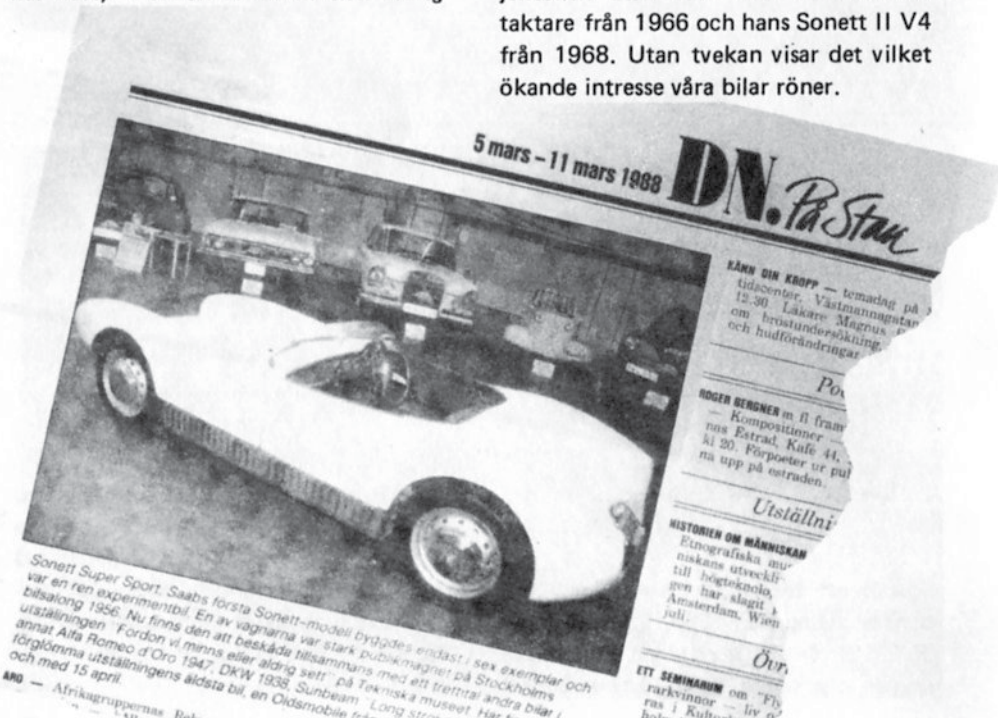 taktare från 1966 och hans Sonett II V4
från 1968. Utan tvekan visar det vilket
ökande intresse våra bilar röner.
5 mars – 11 mars 1988 DN. På Stan
KÄNN DIN KROPP — temadag på
tidscenter, Västmannagatan
12.30. Läkare Magnus
om bröstundersökning,
och hudförändringar
ROGER BERGNER m fl fram
— Kompositioner —
nas Estrad, Kafé 44,
kl 20. Förpoeter ur pul
na upp på estraden.
Utställni
HISTORIEN OM MÄNNISKAN
Etnografiska mu
niskans utveckli
till högteknolo
gen har slagit
Amsterdam, Wien
juli.
Övr
ETT SEMINARIUM om "Fly
rarkvinnor — liv
ras i Kultur
Sonett Super Sport. Saabs första Sonett-modell byggdes endast i sex exemplar och
var en ren experimentbil. En av vagnarna var stark publikmagnet på Stockholms
bilsalong 1956. Nu finns den att beskåda tillsammans med ett trettital andra bilar i
utställningen "Fordon vi minns eller aldrig sett" på Tekniska museet. Här
annat Alfa Romeo d'Oro 1947, DKW 1938, Sunbeam "Long
förglömma utställningens äldsta bil, en Oldsmobile från
och med 15 april.
ARO — Afrikagruppernas